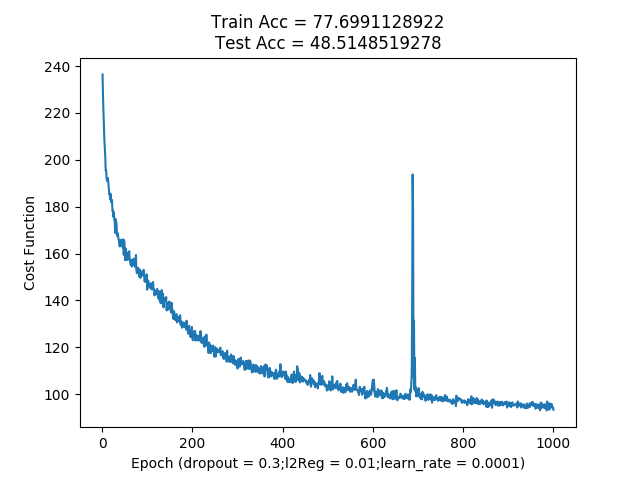 Train Acc = 77.6991128922
Test Acc = 48.5148519278
240
220
200
180
160
140
120
100
Cost Function
0 200 400 600 800 1000
Epoch (dropout = 0.3;l2Reg = 0.01;learn_rate = 0.0001)